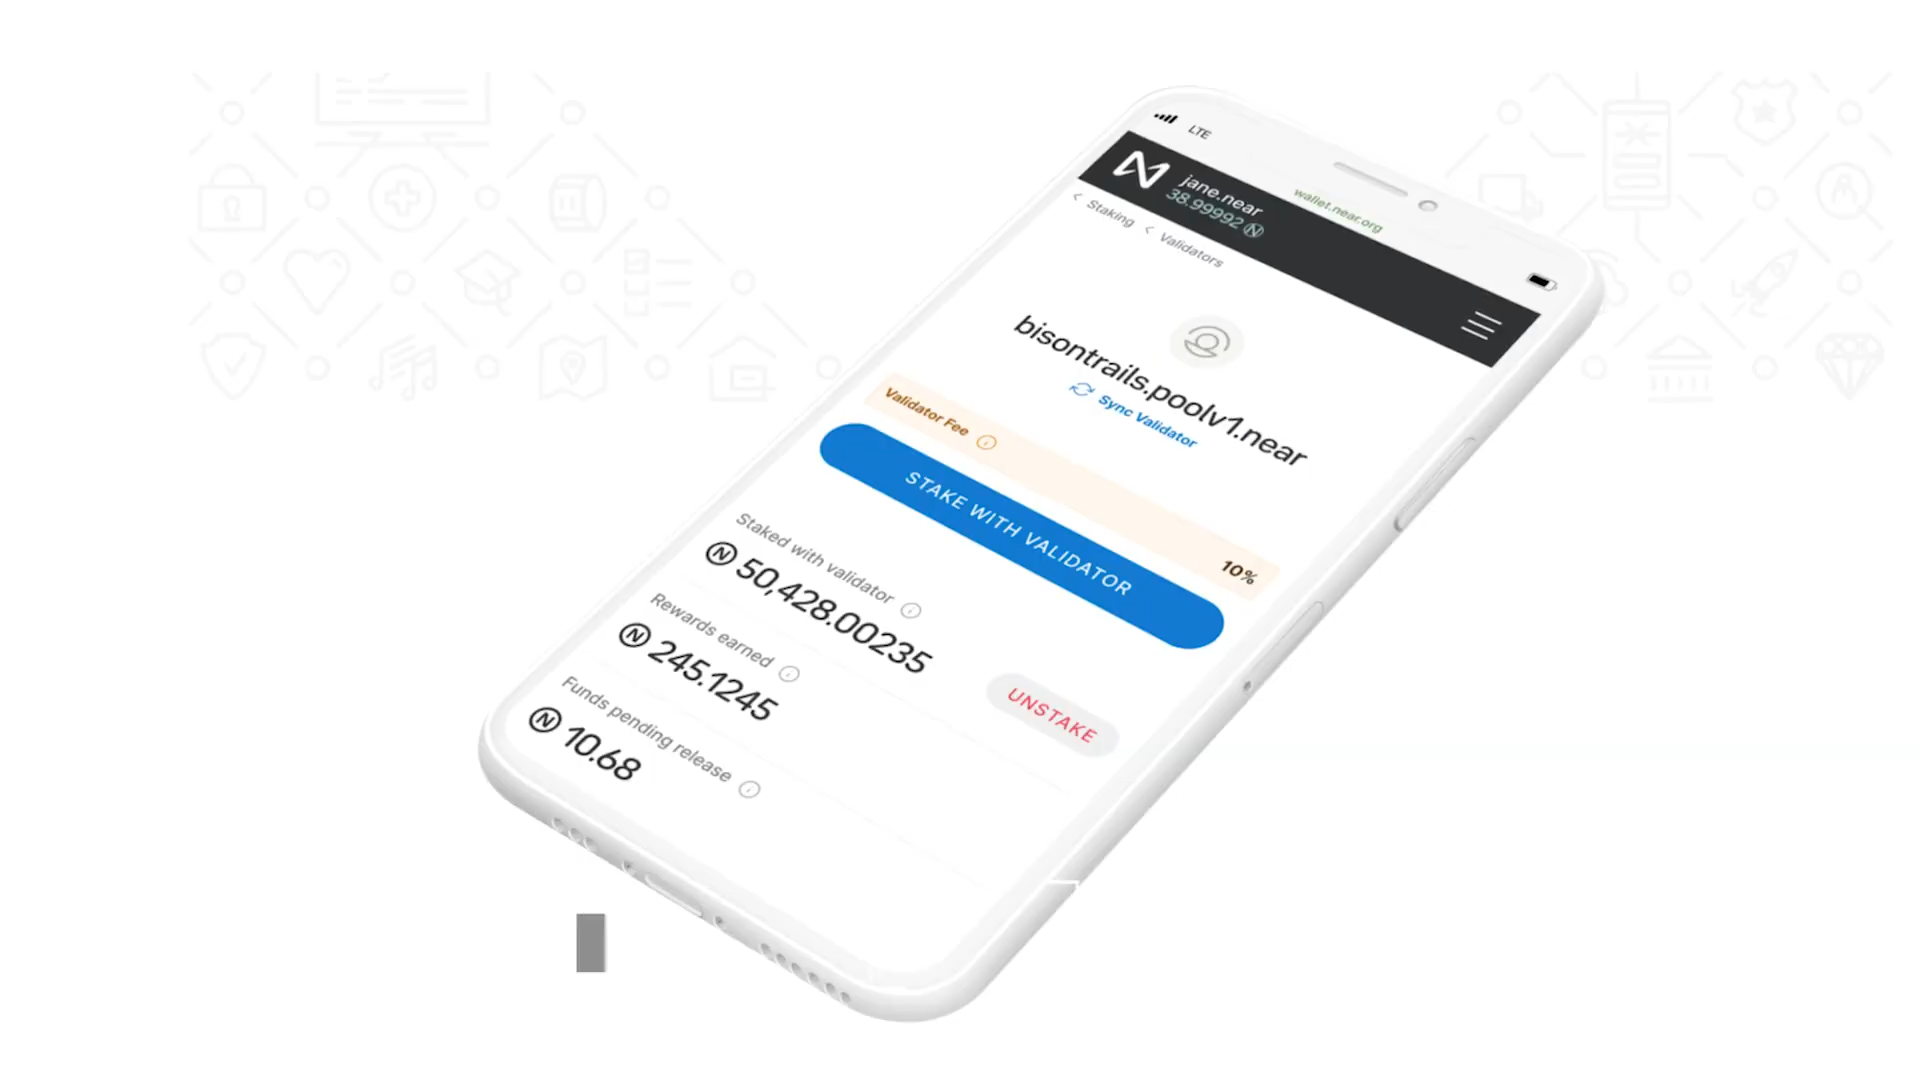 LTE
wallet.near.org
jane.near
38.99992
< Staking < Validators
bisontrails.poolv1.near
Sync Validator
Validator Fee
10%
STAKE WITH VALIDATOR
Staked with validator
50,428.00235
UNSTAKE
Rewards earned
245.1245
Funds pending release
10.68